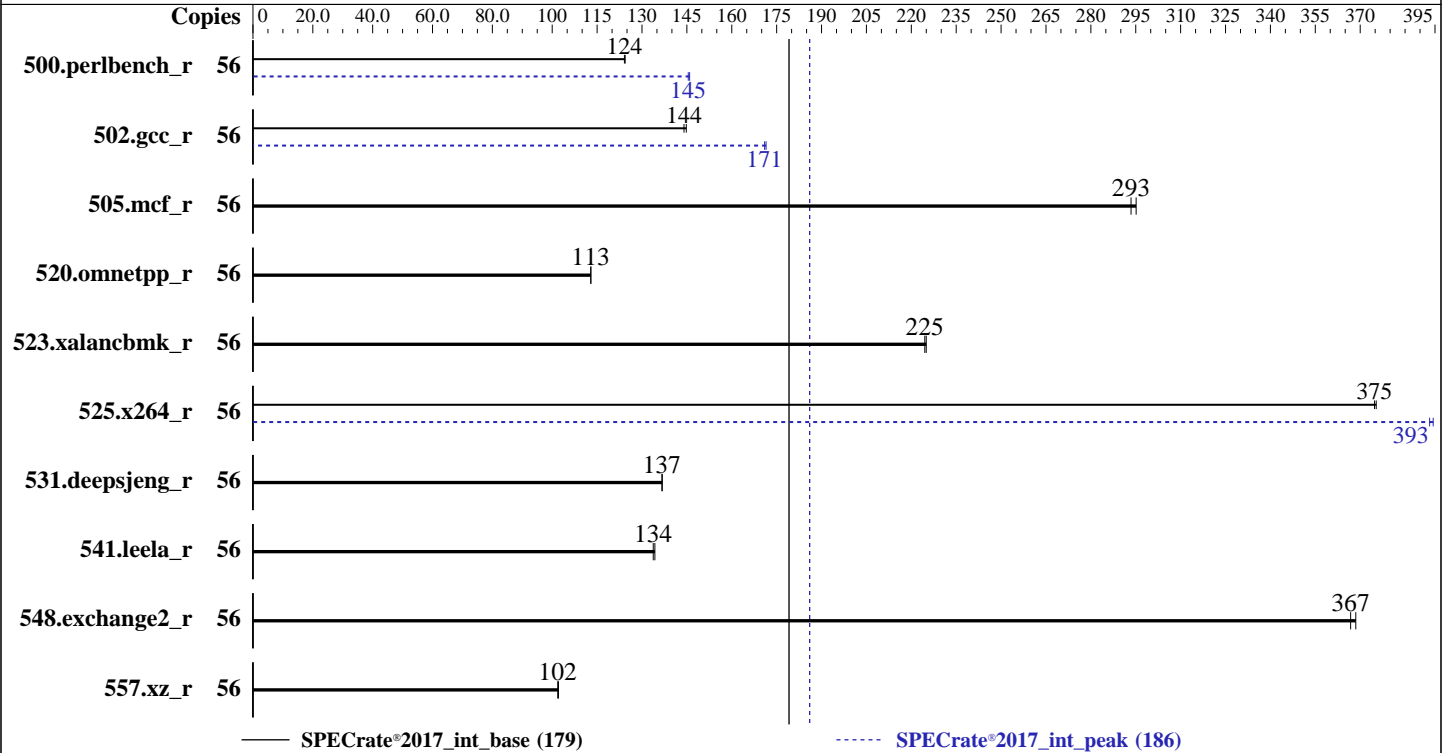 Copies 0 20.0 40.0 60.0 80.0 100 115 130 145 160 175 190 205 220 235 250 265 280 295 310 325 340 355 370 395
500.perlbench_r 56 124
145
502.gcc_r 56 144
171
505.mcf_r 56 293
520.omnetpp_r 56 113
523.xalancbmk_r 56 225
525.x264_r 56 375
393
531.deepsjeng_r 56 137
541.leela_r 56 134
548.exchange2_r 56 367
557.xz_r 56 102
SPECrate®2017_int_base (179) SPECrate®2017_int_peak (186)